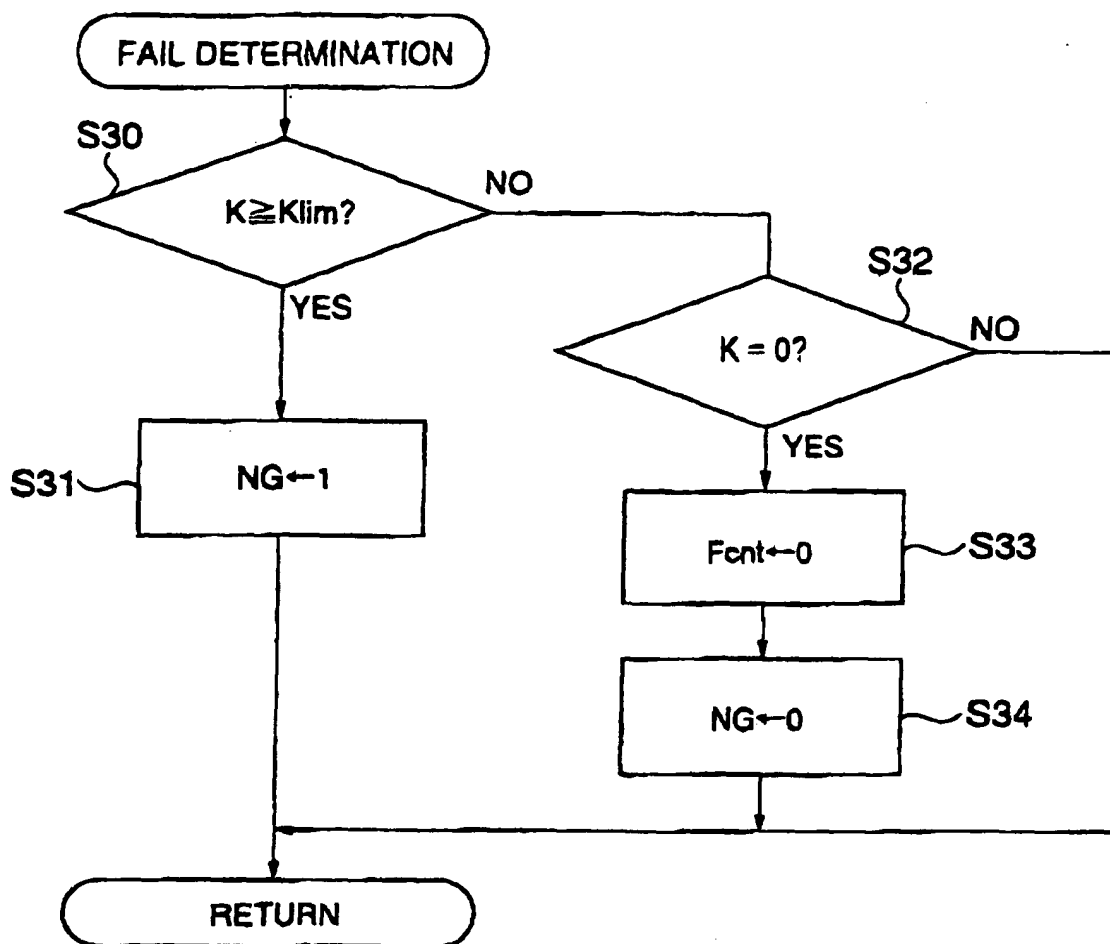 FAIL DETERMINATION
S30
K≧Klim?
NO
YES
S32
K = 0?
NO
YES
S31
NG←1
Fcnt←0
S33
NG←0
S34
RETURN